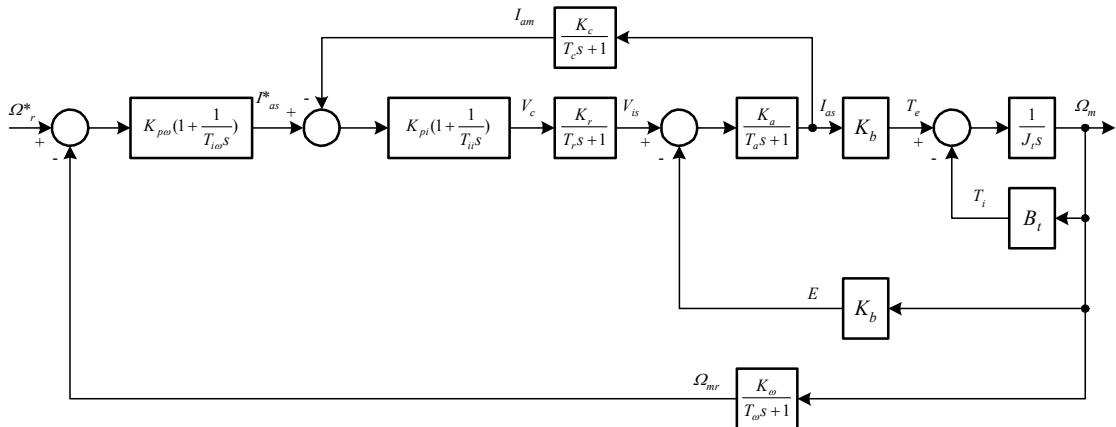 I_am
K_c / (T_c s + 1)
-
Ω*_r
+
-
K_pω(1 + 1 / (T_iω s))
I*_as
+
K_pi(1 + 1 / (T_ii s))
V_c
K_r / (T_r s + 1)
V_is
+
-
K_a / (T_a s + 1)
I_as
K_b
T_e
+
-
1 / (J_t s)
Ω_m
T_i
B_t
E
K_b
Ω_mr
K_ω / (T_ω s + 1)